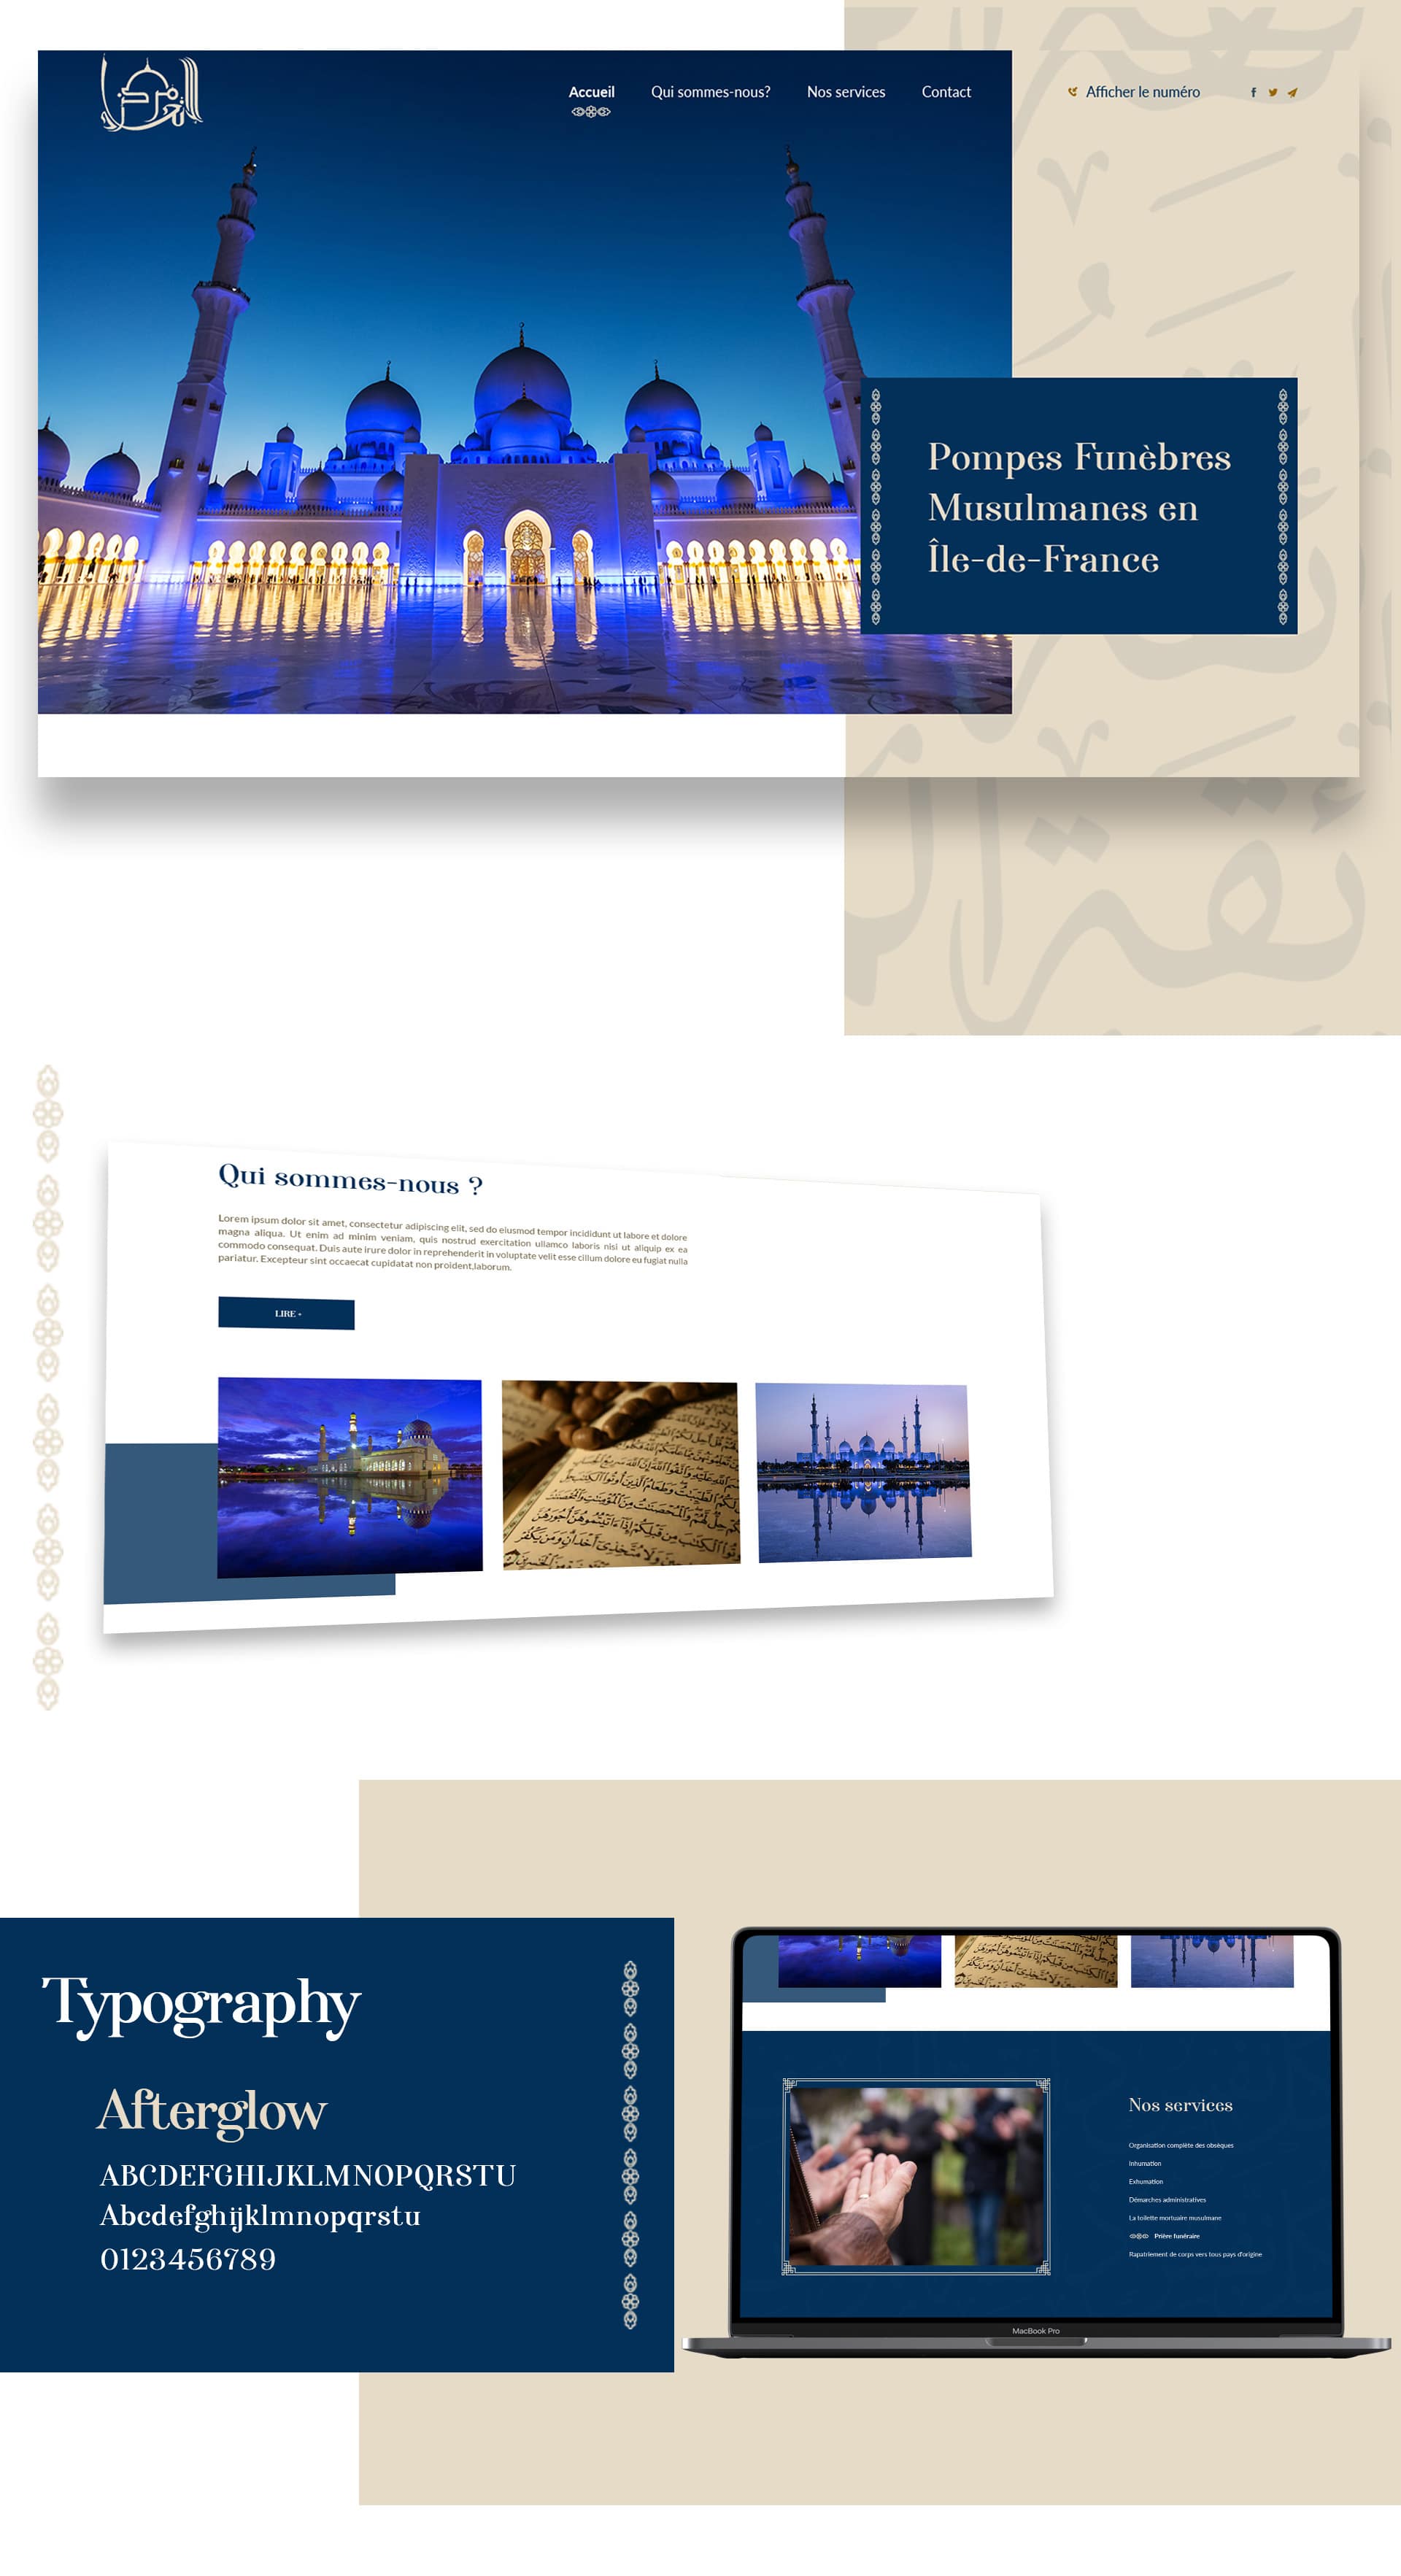 Accueil
Qui sommes-nous?
Nos services
Contact
Afficher le numéro
Pompes Funèbres
Musulmanes en
Île-de-France
Qui sommes-nous ?
Lorem ipsum dolor sit amet, consectetur adipiscing elit, sed do eiusmod tempor incididunt ut labore et dolore
magna aliqua. Ut enim ad minim veniam, quis nostrud exercitation ullamco laboris nisi ut aliquip ex ea
commodo consequat. Duis aute irure dolor in reprehenderit in voluptate velit esse cillum dolore eu fugiat nulla
pariatur. Excepteur sint occaecat cupidatat non proident,laborum.
LIRE +
Typography
Afterglow
ABCDEFGHIJKLMNOPQRSTU
Abcdefghijklmnopqrstu
0123456789
Nos services
Organisation complète des obsèques
Inhumation
Exhumation
Démarches administratives
La toilette mortuaire musulmane
Prière funéraire
Rapatriement de corps vers tous pays d'origine
MacBook Pro